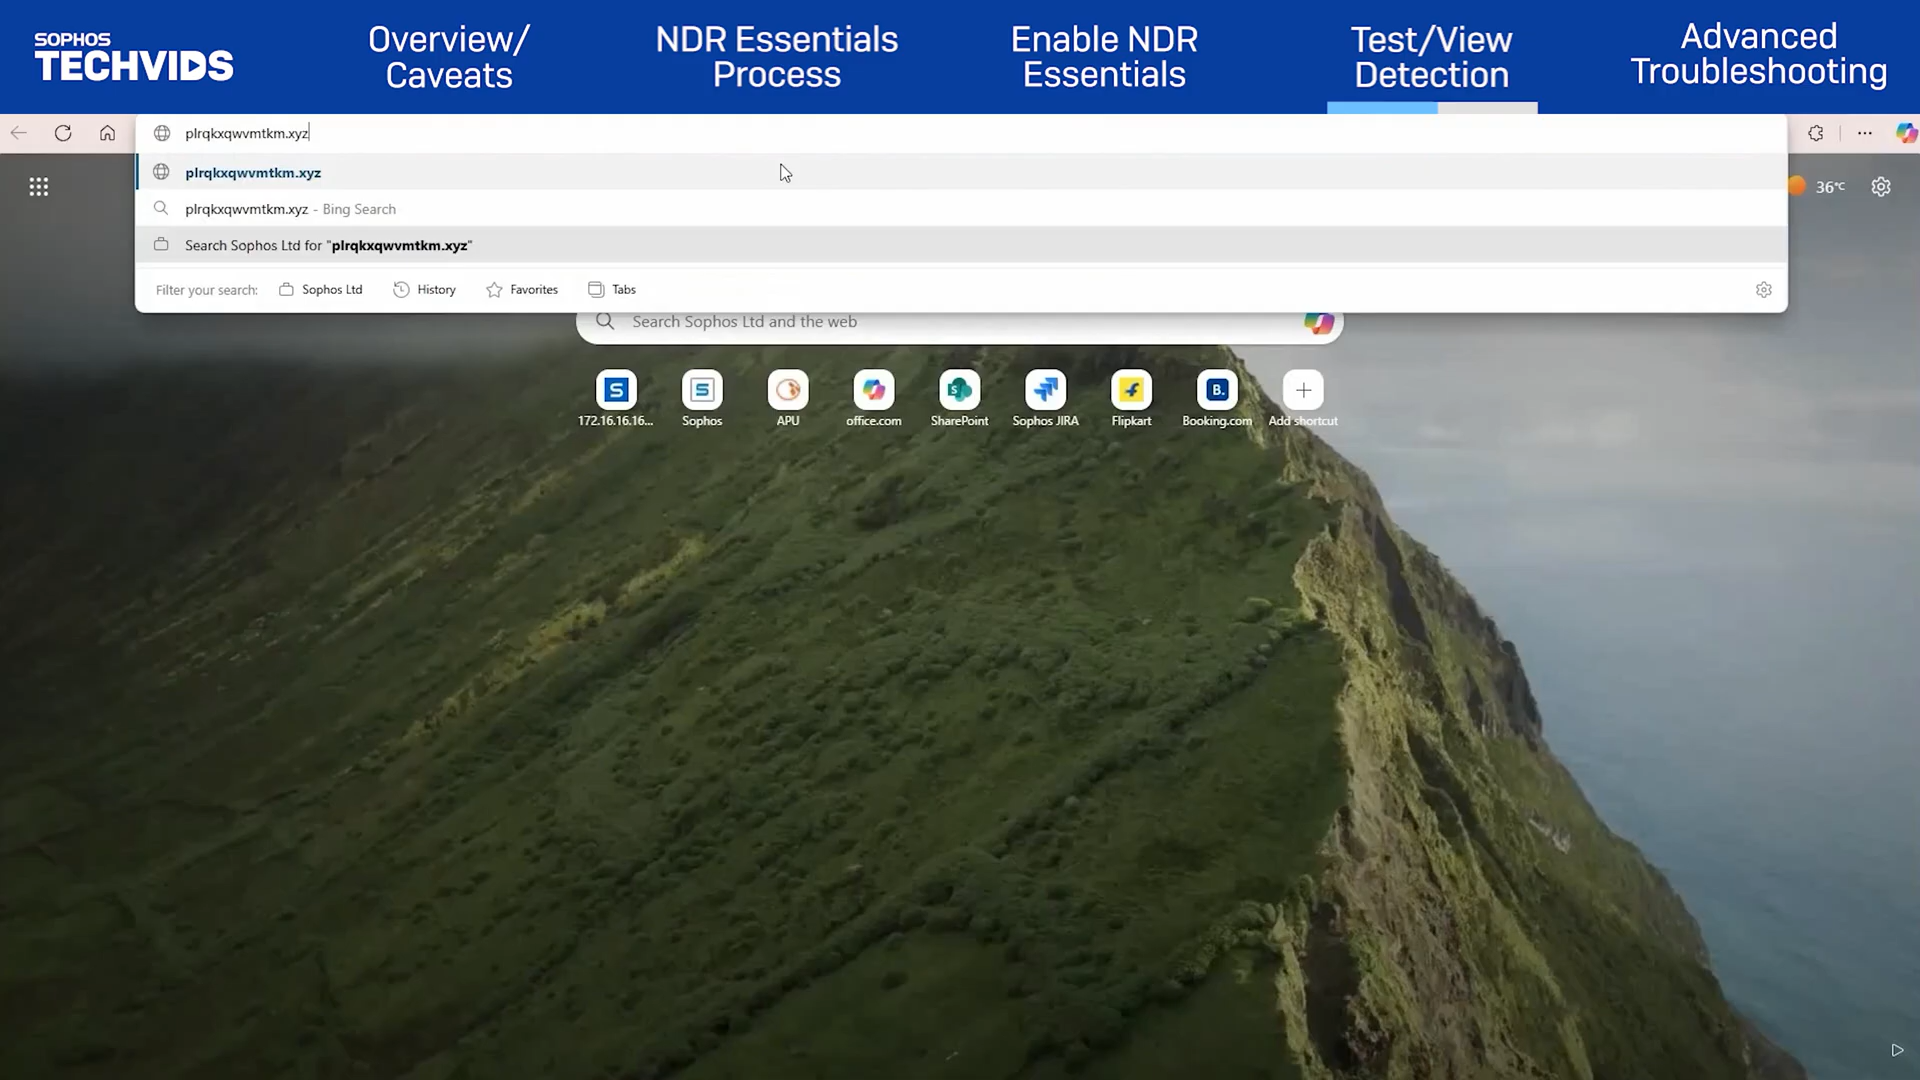 SOPHOS
TECHVIDS
Overview/
Caveats
NDR Essentials
Process
Enable NDR
Essentials
Test/View
Detection
Advanced
Troubleshooting
plrqkxqwvmtkm.xyz
plrqkxqwvmtkm.xyz
plrqkxqwvmtkm.xyz - Bing Search
Search Sophos Ltd for "plrqkxqwvmtkm.xyz"
Filter your search: Sophos Ltd History Favorites Tabs
36°C
Search Sophos Ltd and the web
172.16.16.16... Sophos APU office.com SharePoint Sophos JIRA Flipkart Booking.com Add shortcut